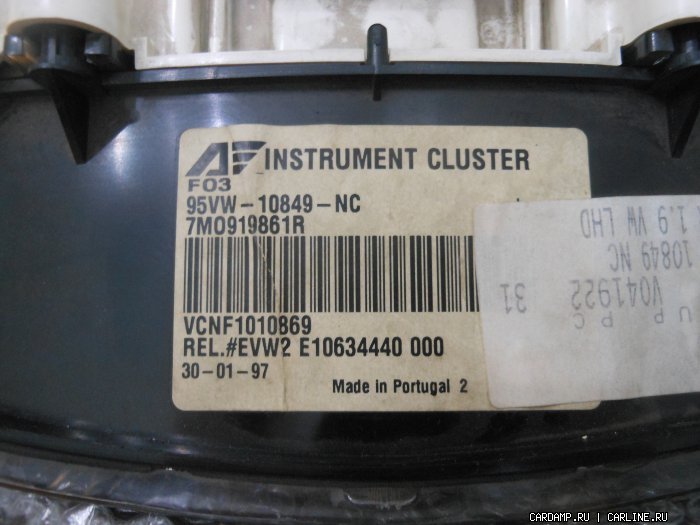 AF INSTRUMENT CLUSTER
F03
95VW-10849-NC
7M0919861R
VCNF1010869
REL.#EVW2 E10634440 000
30-01-97
Made in Portugal 2
1.9 VW LHD
10849 NC
V041922
31
U P P C
CARDAMP.RU | CARLINE.RU